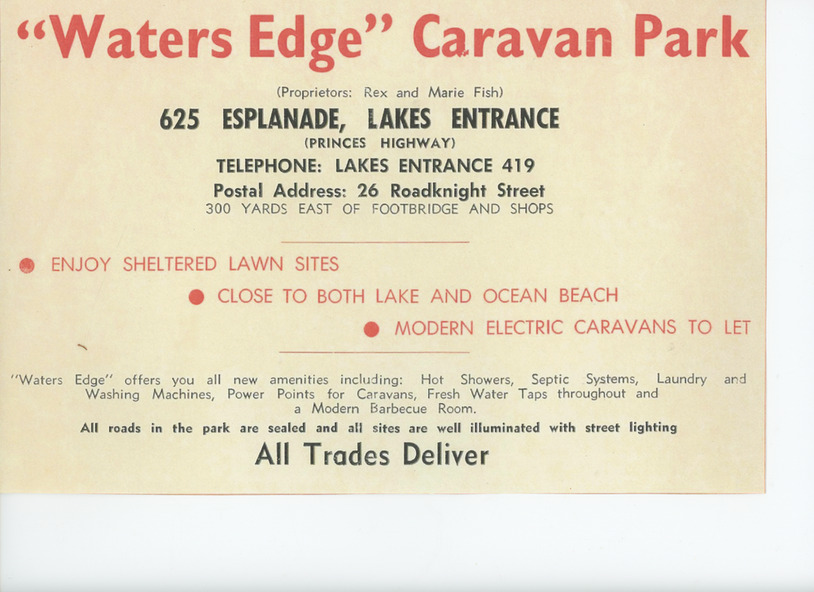 "Waters Edge" Caravan Park
(Proprietors: Rex and Marie Fish)
625 ESPLANADE, LAKES ENTRANCE
(PRINCES HIGHWAY)
TELEPHONE: LAKES ENTRANCE 419
Postal Address: 26 Roadknight Street
300 YARDS EAST OF FOOTBRIDGE AND SHOPS
● ENJOY SHELTERED LAWN SITES
● CLOSE TO BOTH LAKE AND OCEAN BEACH
● MODERN ELECTRIC CARAVANS TO LET
"Waters Edge" offers you all new amenities including: Hot Showers, Septic Systems, Laundry and
Washing Machines, Power Points for Caravans, Fresh Water Taps throughout and
a Modern Barbecue Room.
All roads in the park are sealed and all sites are well illuminated with street lighting
All Trades Deliver